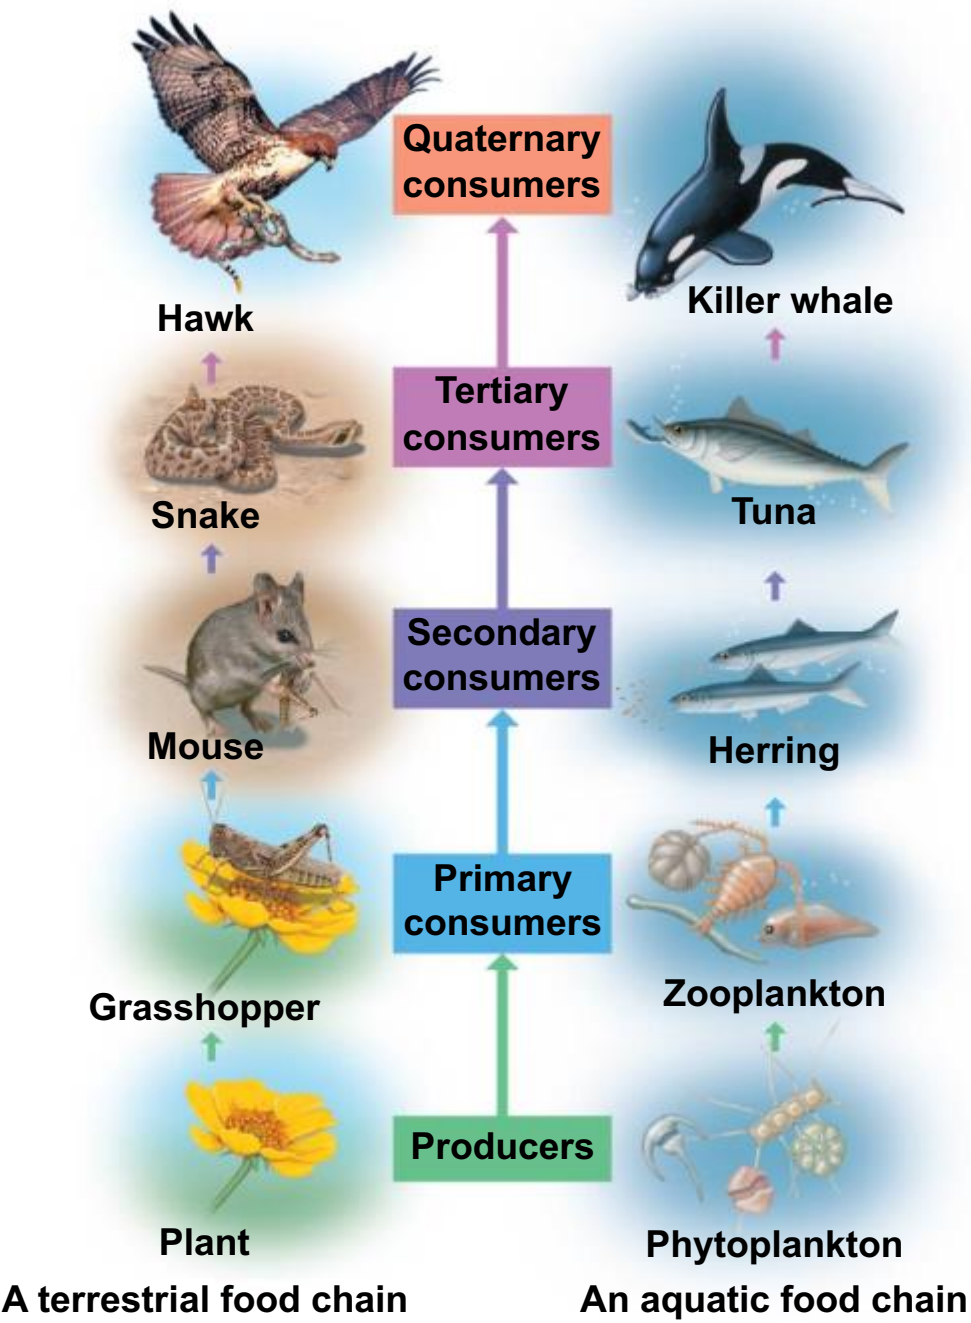 Quaternary
consumers
Hawk
Killer whale
Tertiary
consumers
Snake
Tuna
Secondary
consumers
Mouse
Herring
Primary
consumers
Grasshopper
Zooplankton
Producers
Plant
Phytoplankton
A terrestrial food chain
An aquatic food chain